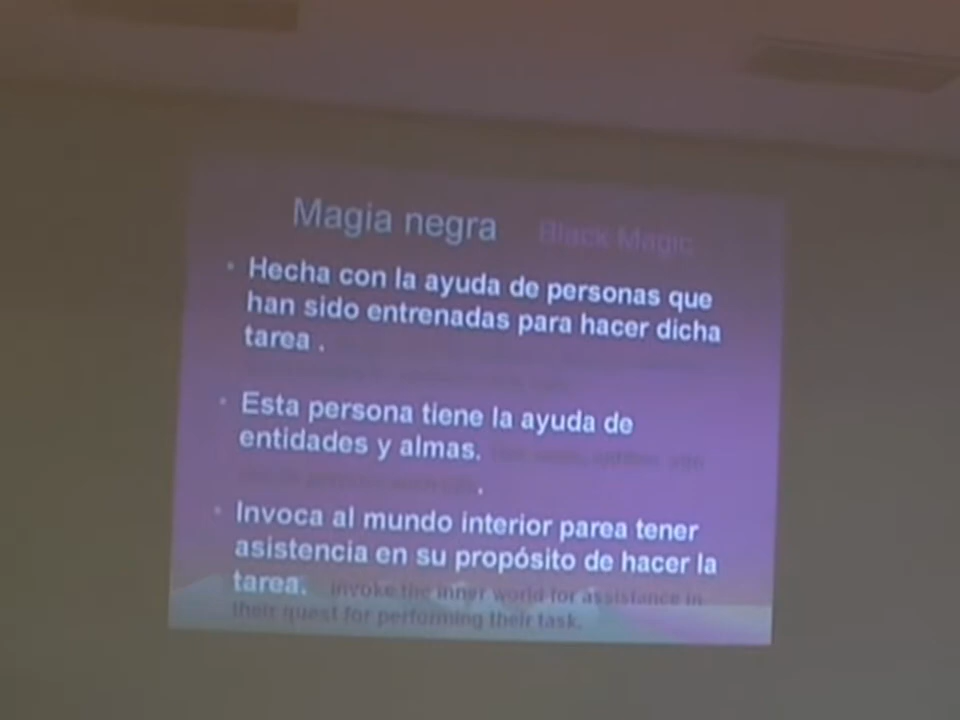 Magia negra Black Magic
• Hecha con la ayuda de personas que
han sido entrenadas para hacer dicha
tarea .
• Esta persona tiene la ayuda de
entidades y almas.
.
• Invoca al mundo interior parea tener
asistencia en su propósito de hacer la
tarea. invoke the inner world for assistance in
their quest for performing their task.